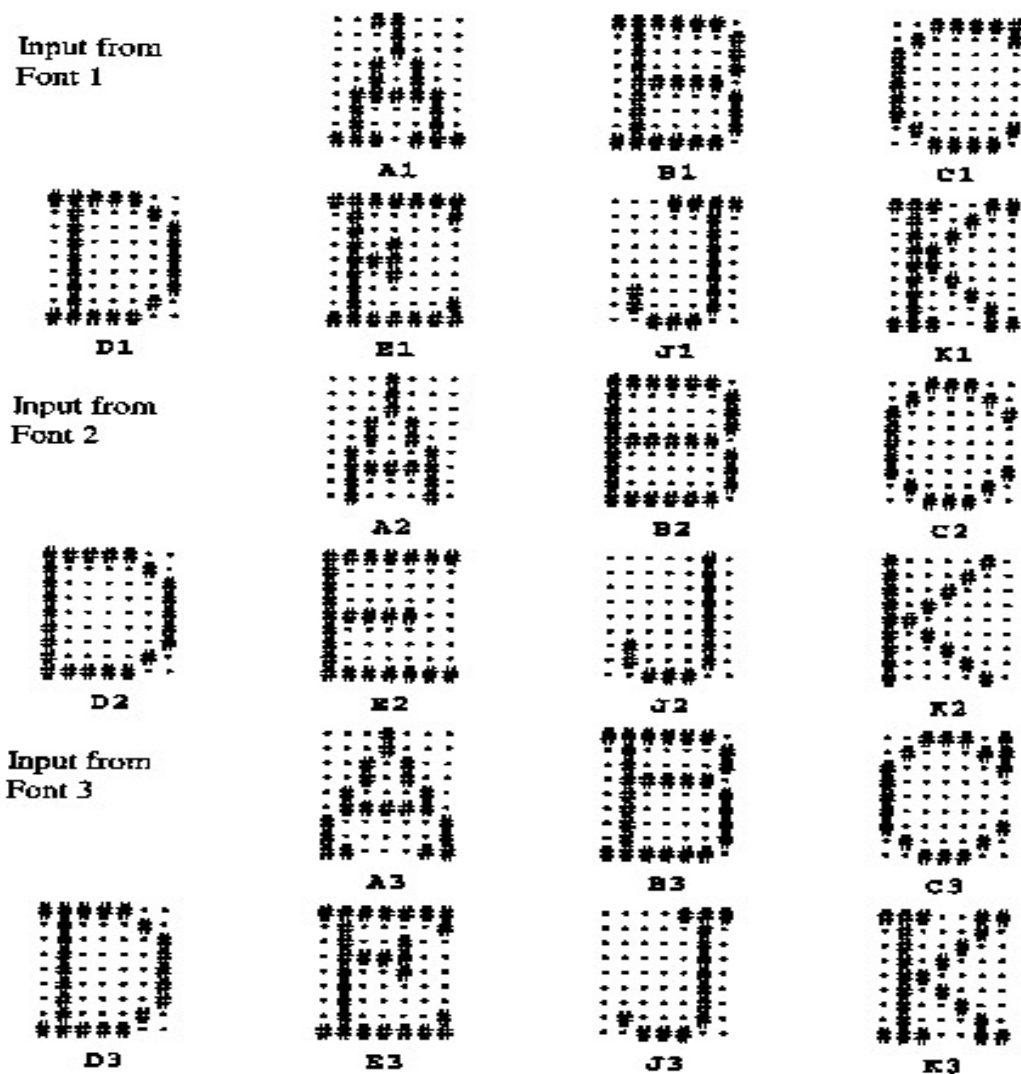 Input from
Font 1
A1 B1 C1
D1 E1 J1 K1
Input from
Font 2
A2 B2 C2
D2 E2 J2 K2
Input from
Font 3
A3 B3 C3
D3 E3 J3 K3